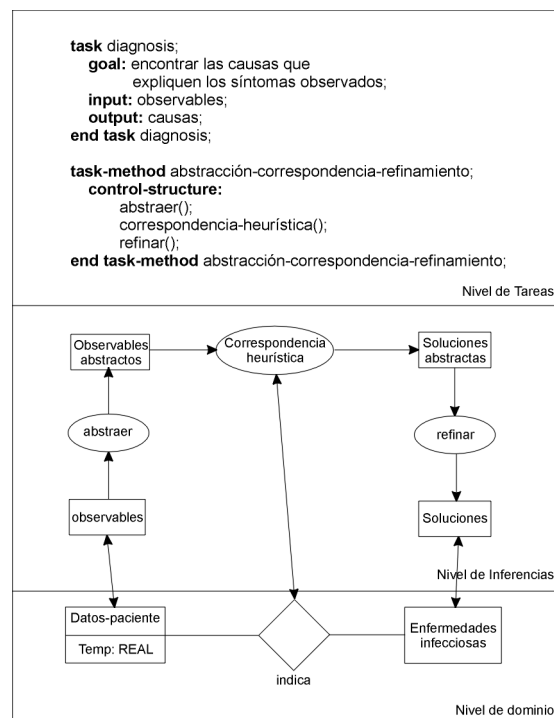 task diagnosis;
goal: encontrar las causas que
expliquen los síntomas observados;
input: observables;
output: causas;
end task diagnosis;
task-method abstracción-correspondencia-refinamiento;
control-structure:
abstraer();
correspondencia-heurística();
refinar();
end task-method abstracción-correspondencia-refinamiento;
Nivel de Tareas
Observables
abstractos
Correspondencia
heurística
Soluciones
abstractas
abstraer
refinar
observables
Soluciones
Nivel de Inferencias
Datos-paciente
Temp: REAL
indica
Enfermedades
infecciosas
Nivel de dominio